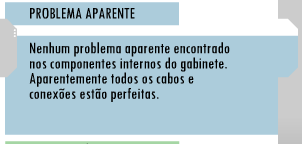 PROBLEMA APARENTE
Nenhum problema aparente encontrado
nos componentes internos do gabinete.
Aparentemente todos os cabos e
conexões estão perfeitas.